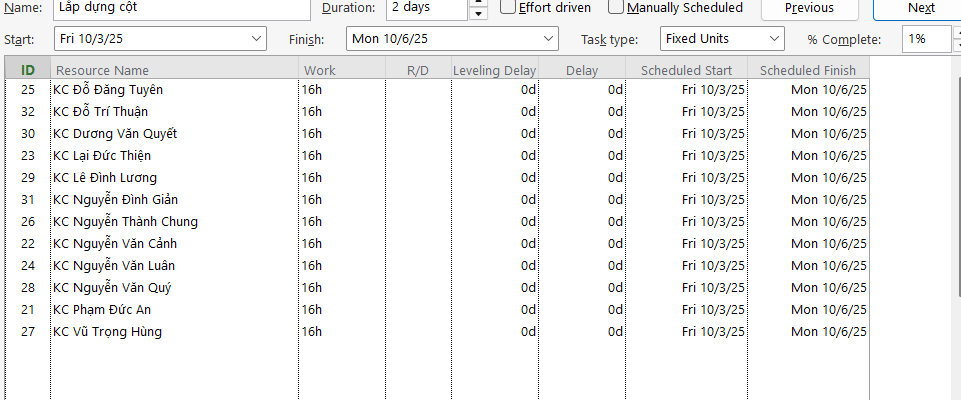 Name: Lắp dựng cột Duration: 2 days Effort driven Manually Scheduled Previous Next
Start: Fri 10/3/25 Finish: Mon 10/6/25 Task type: Fixed Units % Complete: 1%
ID Resource Name Work R/D Leveling Delay Delay Scheduled Start Scheduled Finish
25 KC Đỗ Đăng Tuyên 16h 0d 0d Fri 10/3/25 Mon 10/6/25
32 KC Đỗ Trí Thuận 16h 0d 0d Fri 10/3/25 Mon 10/6/25
30 KC Dương Văn Quyết 16h 0d 0d Fri 10/3/25 Mon 10/6/25
23 KC Lại Đức Thiện 16h 0d 0d Fri 10/3/25 Mon 10/6/25
29 KC Lê Đình Lương 16h 0d 0d Fri 10/3/25 Mon 10/6/25
31 KC Nguyễn Đình Giản 16h 0d 0d Fri 10/3/25 Mon 10/6/25
26 KC Nguyễn Thành Chung 16h 0d 0d Fri 10/3/25 Mon 10/6/25
22 KC Nguyễn Văn Cảnh 16h 0d 0d Fri 10/3/25 Mon 10/6/25
24 KC Nguyễn Văn Luân 16h 0d 0d Fri 10/3/25 Mon 10/6/25
28 KC Nguyễn Văn Quý 16h 0d 0d Fri 10/3/25 Mon 10/6/25
21 KC Phạm Đức An 16h 0d 0d Fri 10/3/25 Mon 10/6/25
27 KC Vũ Trọng Hùng 16h 0d 0d Fri 10/3/25 Mon 10/6/25